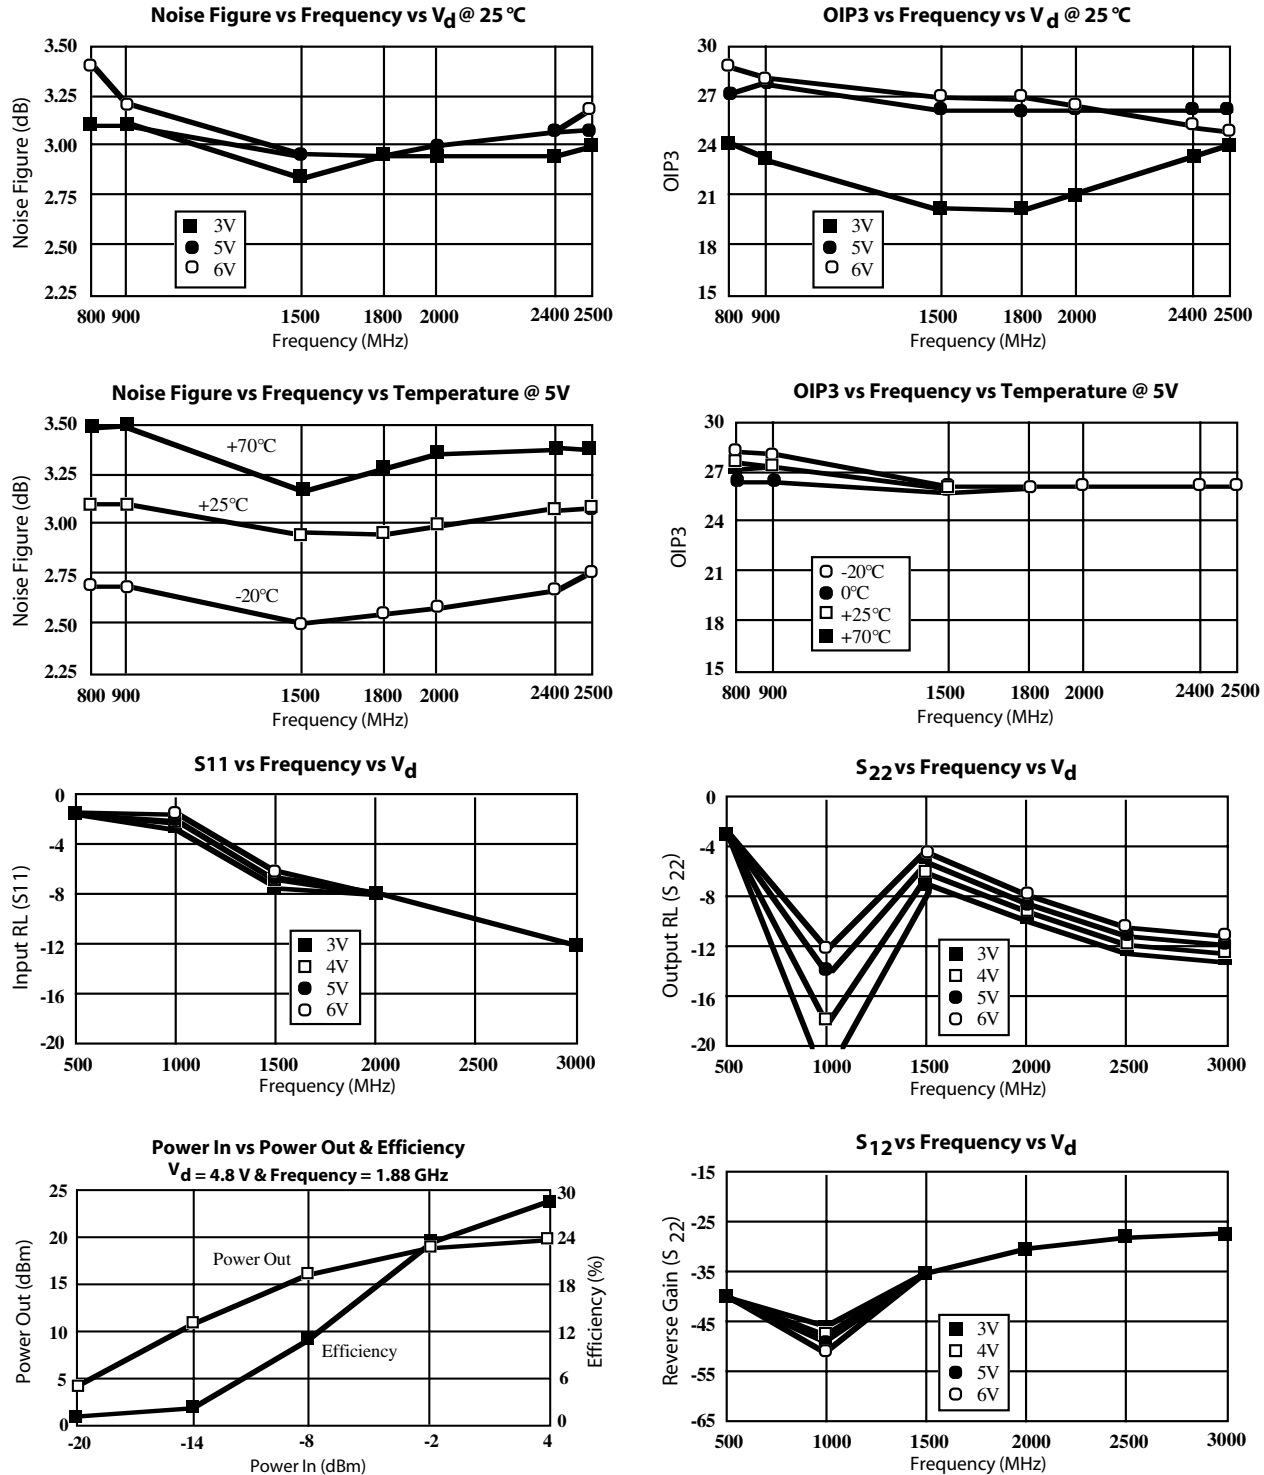 Noise Figure vs Frequency vs Vd @ 25 °C
3.50
3.25
3.00
2.75
2.50
2.25
Noise Figure (dB)
3V
5V
6V
800 900 1500 1800 2000 2400 2500
Frequency (MHz)
OIP3 vs Frequency vs Vd @ 25 °C
30
27
24
21
18
15
OIP3
3V
5V
6V
800 900 1500 1800 2000 2400 2500
Frequency (MHz)
Noise Figure vs Frequency vs Temperature @ 5V
3.50
3.25
3.00
2.75
2.50
2.25
Noise Figure (dB)
+70°C
+25°C
-20°C
800 900 1500 1800 2000 2400 2500
Frequency (MHz)
OIP3 vs Frequency vs Temperature @ 5V
30
27
24
21
18
15
OIP3
-20°C
0°C
+25°C
+70°C
800 900 1500 1800 2000 2400 2500
Frequency (MHz)
S11 vs Frequency vs Vd
0
-4
-8
-12
-16
-20
Input RL (S11)
3V
4V
5V
6V
500 1000 1500 2000 2500 3000
Frequency (MHz)
S22 vs Frequency vs Vd
0
-4
-8
-12
-16
-20
Output RL (S 22)
3V
4V
5V
6V
500 1000 1500 2000 2500 3000
Frequency (MHz)
Power In vs Power Out & Efficiency
Vd = 4.8 V & Frequency = 1.88 GHz
25
20
15
10
5
0
Power Out (dBm)
Power Out
Efficiency
30
24
18
12
6
0
Efficiency (%)
-20 -14 -8 -2 4
Power In (dBm)
S12 vs Frequency vs Vd
-15
-25
-35
-45
-55
-65
Reverse Gain (S 22)
3V
4V
5V
6V
500 1000 1500 2000 2500 3000
Frequency (MHz)